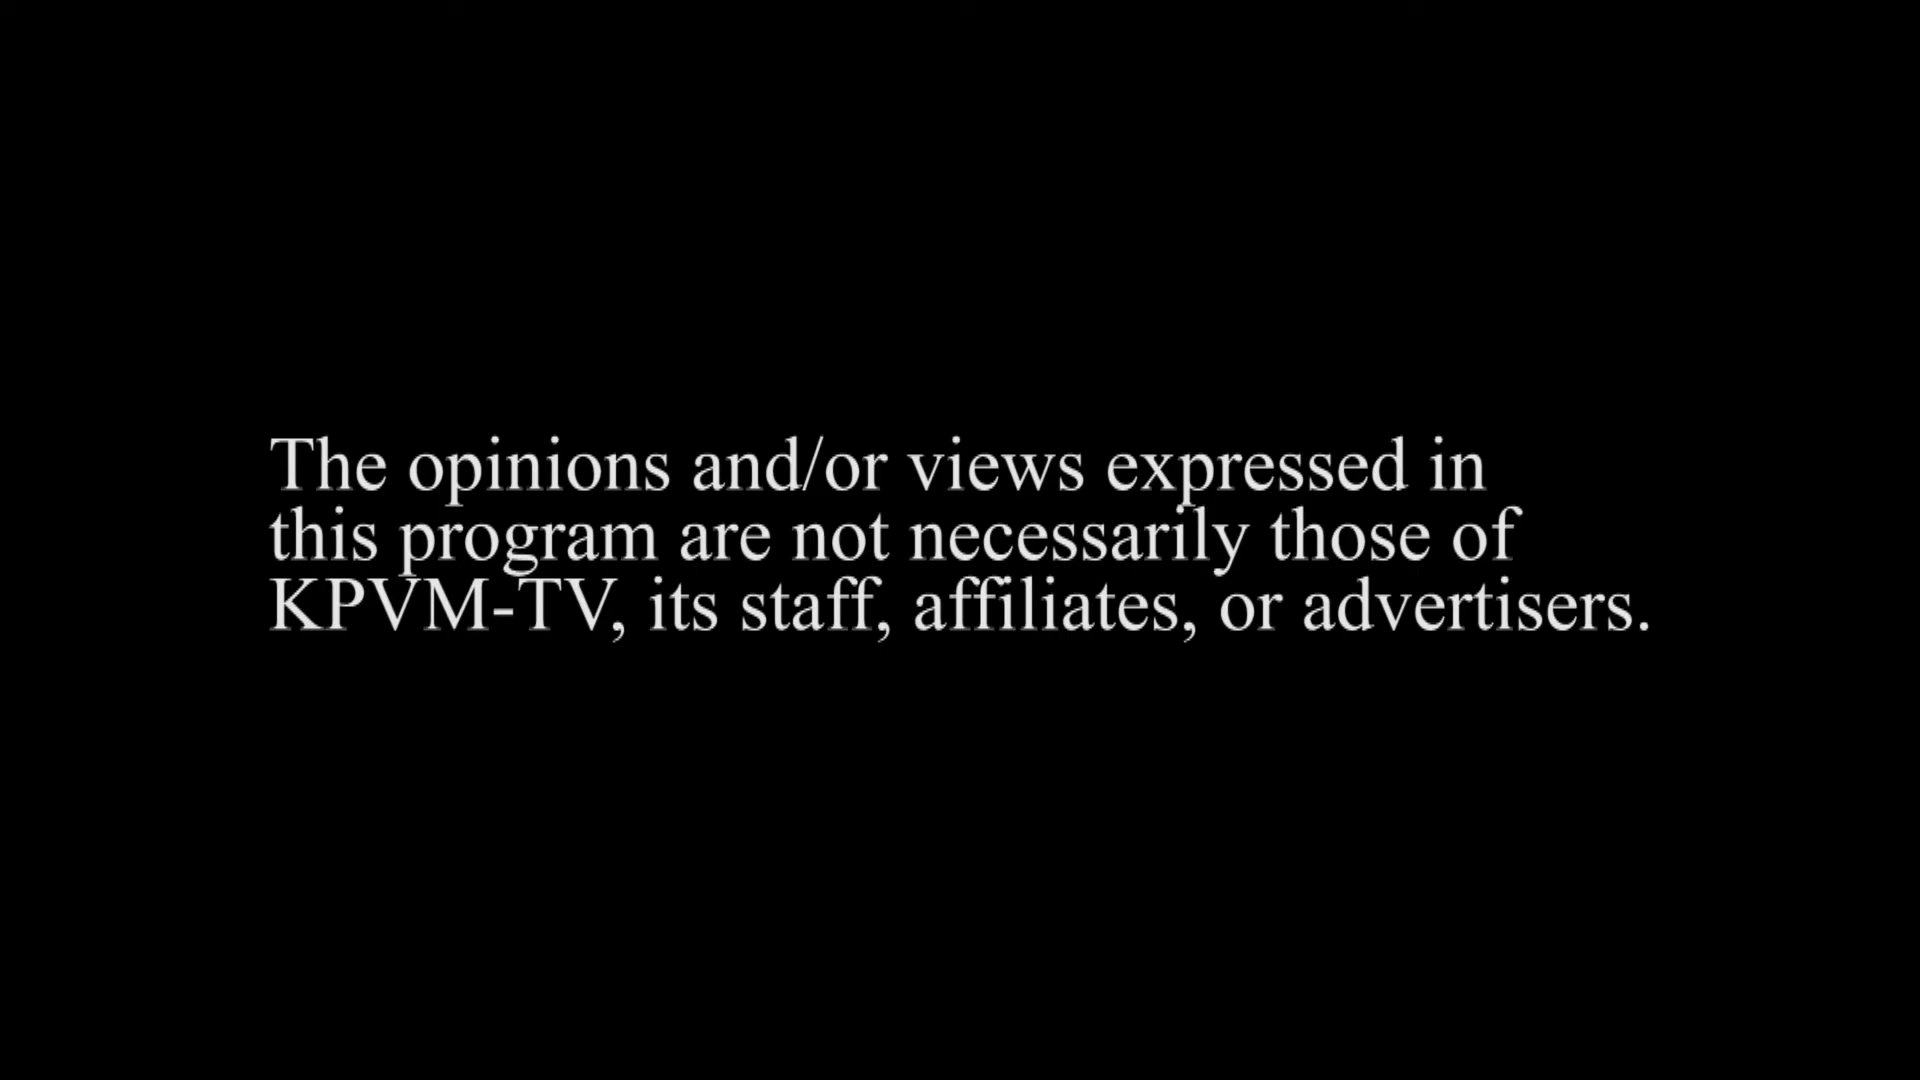 The opinions and/or views expressed in
this program are not necessarily those of
KPVM-TV, its staff, affiliates, or advertisers.